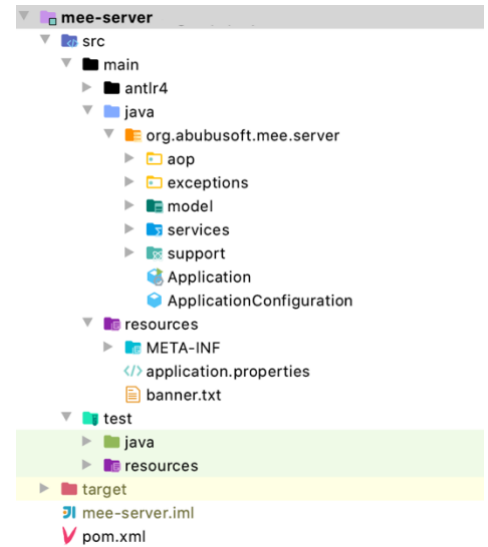 mee-server
src
main
antlr4
java
org.abubusoft.mee.server
aop
exceptions
model
services
support
Application
ApplicationConfiguration
resources
META-INF
application.properties
banner.txt
test
java
resources
target
mee-server.iml
pom.xml